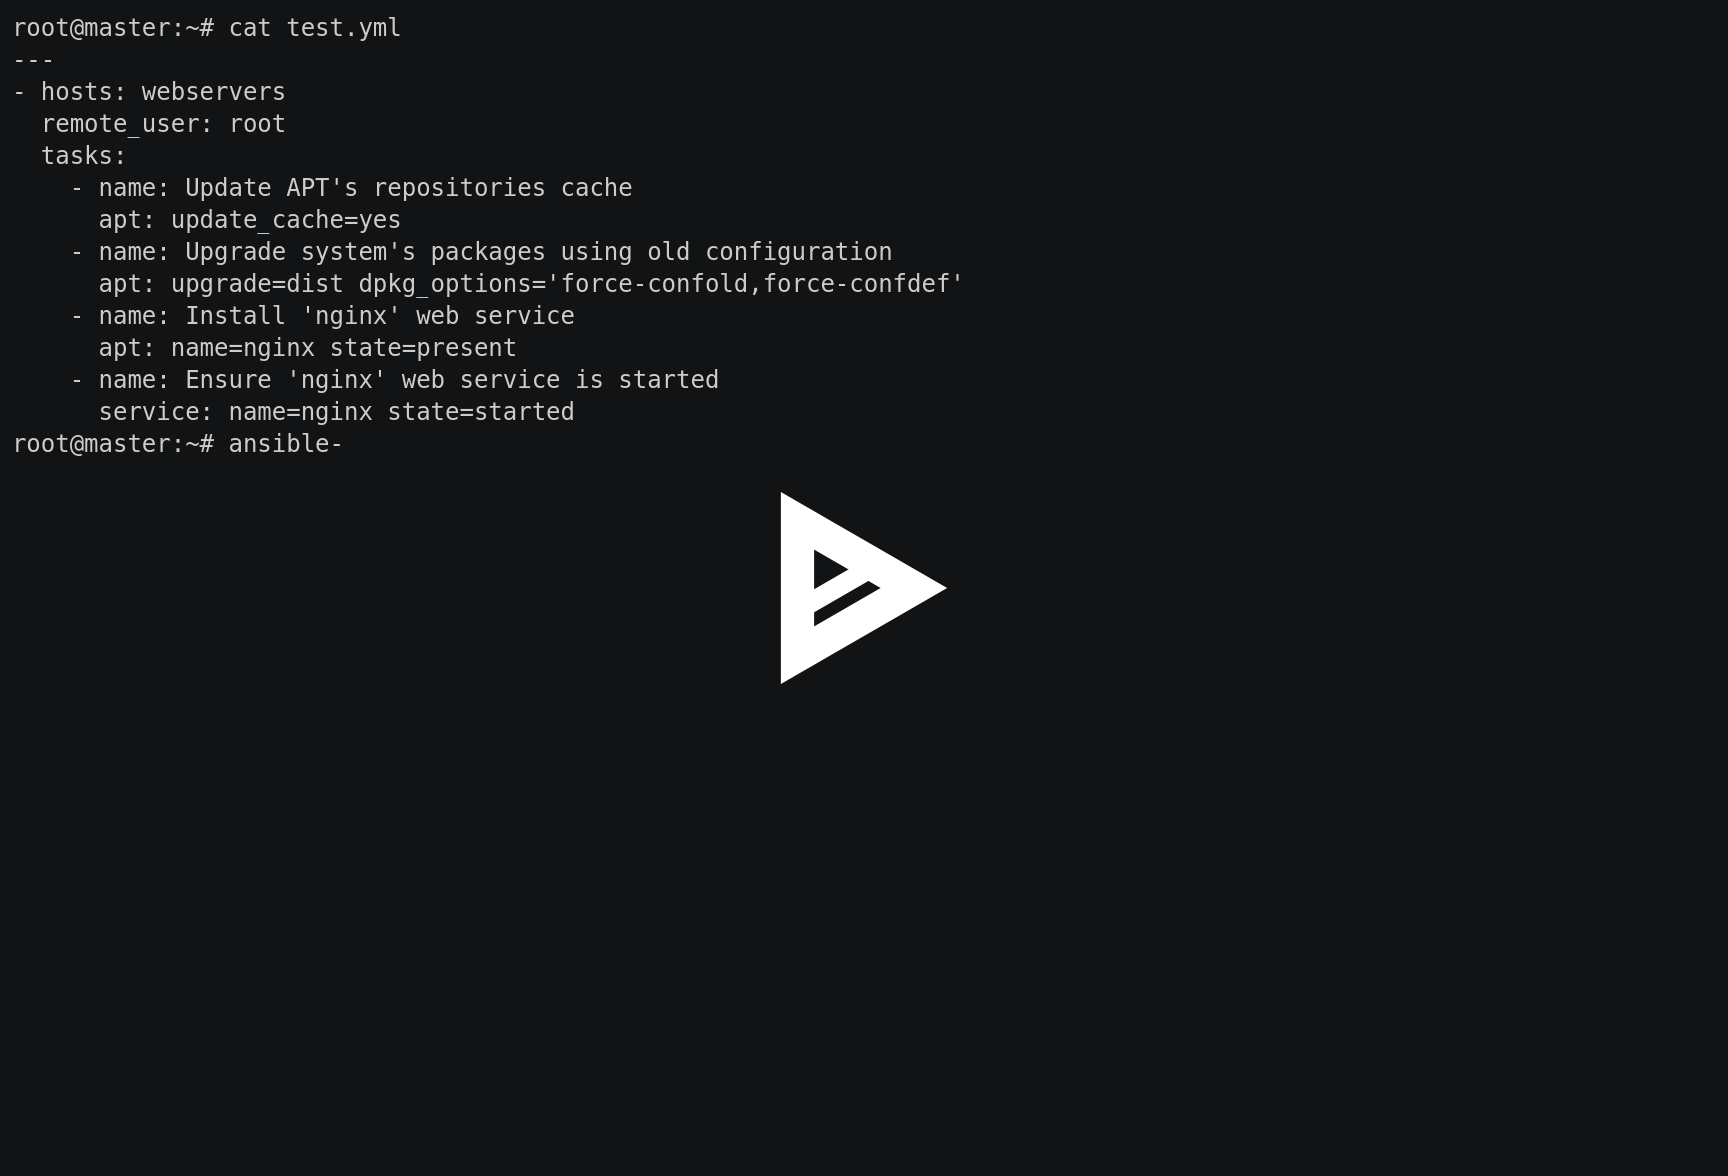 root@master:~# cat test.yml
---
- hosts: webservers
  remote_user: root
  tasks:
    - name: Update APT's repositories cache
      apt: update_cache=yes
    - name: Upgrade system's packages using old configuration
      apt: upgrade=dist dpkg_options='force-confold,force-confdef'
    - name: Install 'nginx' web service
      apt: name=nginx state=present
    - name: Ensure 'nginx' web service is started
      service: name=nginx state=started
root@master:~# ansible-